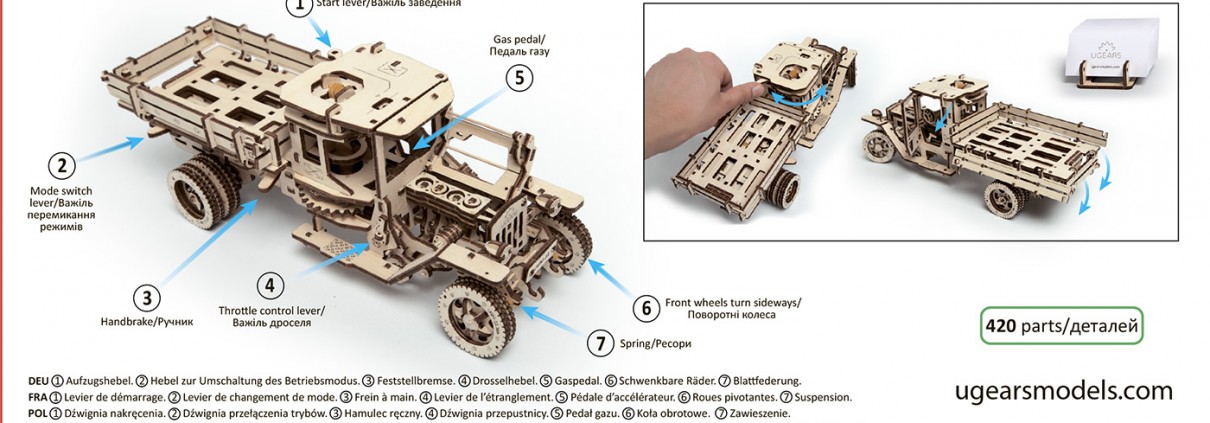 1 Start lever/Важіль заведення
Gas pedal/
Педаль газу
5
2
Mode switch
lever/Важіль
перемикання
режимів
3
Handbrake/Ручник
4
Throttle control lever/
Важіль дроселя
6 Front wheels turn sideways/
Поворотні колеса
7 Spring/Ресори
UGEARS
ugearsmodels.com
420 parts/деталей
DEU 1 Aufzugshebel. 2 Hebel zur Umschaltung des Betriebsmodus. 3 Feststellbremse. 4 Drosselhebel. 5 Gaspedal. 6 Schwenkbare Räder. 7 Blattfederung.
FRA 1 Levier de démarrage. 2 Levier de changement de mode. 3 Frein à main. 4 Levier de l’étranglement. 5 Pédale d’accélérateur. 6 Roues pivotantes. 7 Suspension.
POL 1 Dźwignia nakręcenia. 2 Dźwignia przełączenia trybów. 3 Hamulec ręczny. 4 Dźwignia przepustnicy. 5 Pedał gazu. 6 Koła obrotowe. 7 Zawieszenie.
ugearsmodels.com